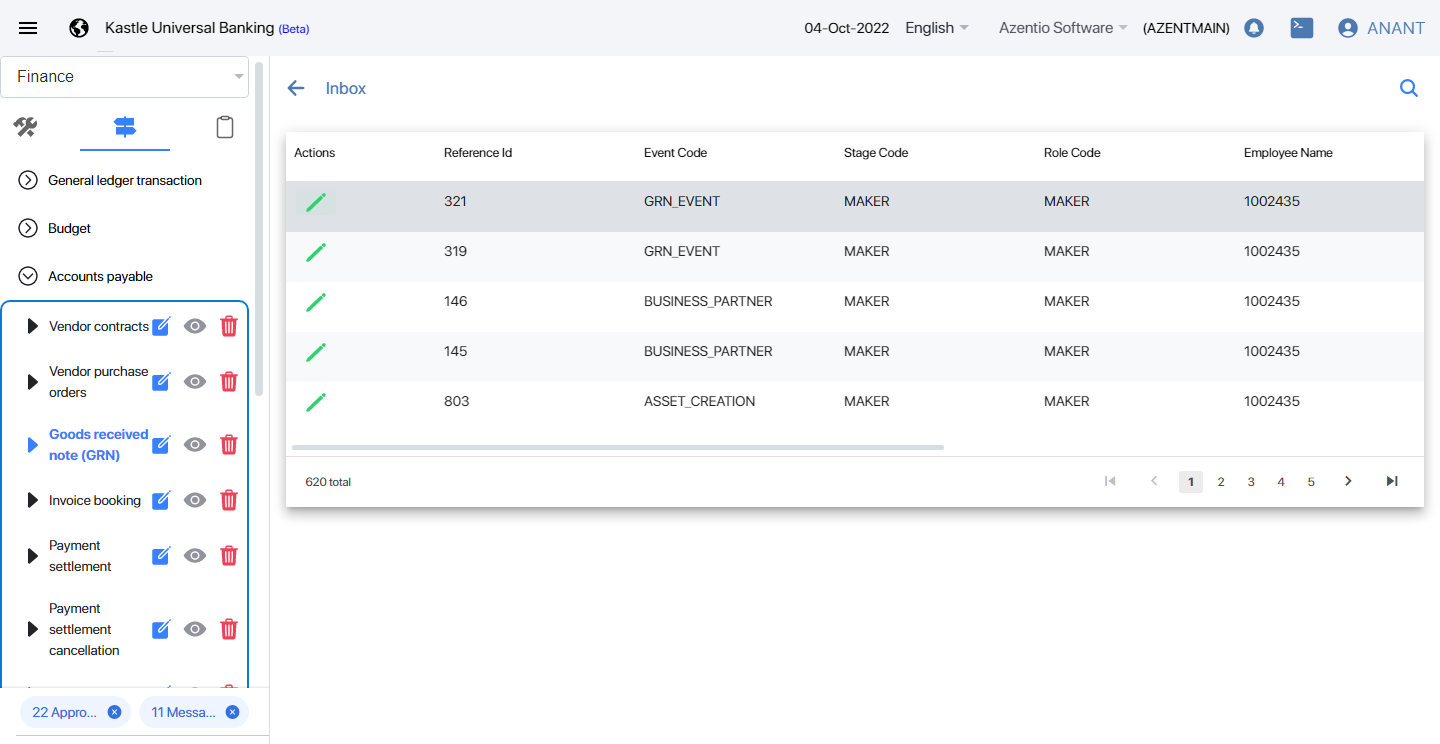 Kastle Universal Banking (Beta)
04-Oct-2022 English Azentio Software (AZENTMAIN) ANANT
Finance
General ledger transaction
Budget
Accounts payable
Vendor contracts
Vendor purchase
orders
Goods received
note (GRN)
Invoice booking
Payment
settlement
Payment
settlement
cancellation
22 Appro... 11 Messa...
Inbox
Actions Reference Id Event Code Stage Code Role Code Employee Name
321 GRN_EVENT MAKER MAKER 1002435
319 GRN_EVENT MAKER MAKER 1002435
146 BUSINESS_PARTNER MAKER MAKER 1002435
145 BUSINESS_PARTNER MAKER MAKER 1002435
803 ASSET_CREATION MAKER MAKER 1002435
620 total 1 2 3 4 5